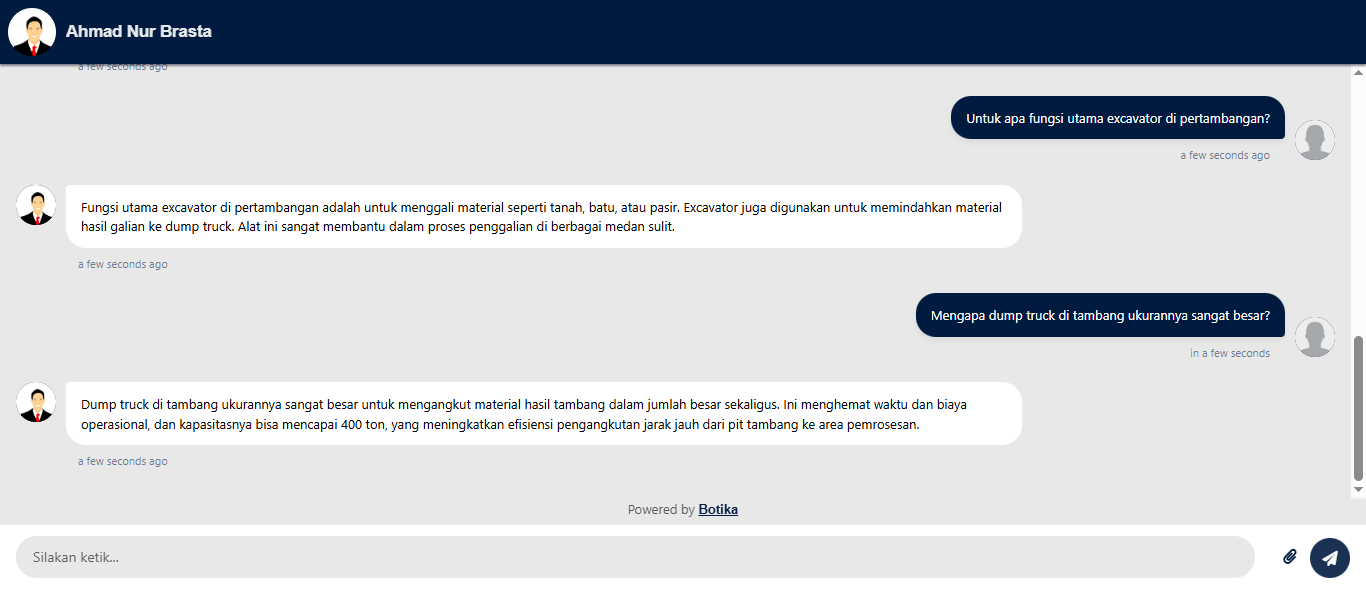 Ahmad Nur Brasta
a few seconds ago
Untuk apa fungsi utama excavator di pertambangan?
a few seconds ago
Fungsi utama excavator di pertambangan adalah untuk menggali material seperti tanah, batu, atau pasir. Excavator juga digunakan untuk memindahkan material
hasil galian ke dump truck. Alat ini sangat membantu dalam proses penggalian di berbagai medan sulit.
a few seconds ago
Mengapa dump truck di tambang ukurannya sangat besar?
in a few seconds
Dump truck di tambang ukurannya sangat besar untuk mengangkut material hasil tambang dalam jumlah besar sekaligus. Ini menghemat waktu dan biaya
operasional, dan kapasitasnya bisa mencapai 400 ton, yang meningkatkan efisiensi pengangkutan jarak jauh dari pit tambang ke area pemrosesan.
a few seconds ago
Powered by Botika
Silakan ketik...